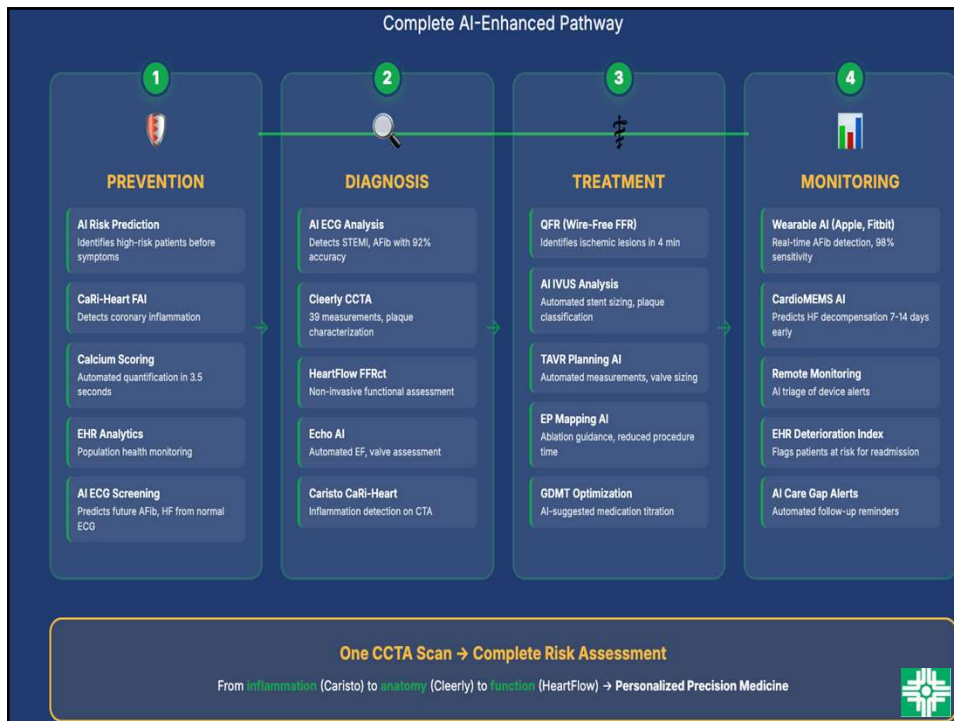 Complete AI-Enhanced Pathway
1
PREVENTION
AI Risk Prediction
Identifies high-risk patients before
symptoms
CaRi-Heart FAI
Detects coronary inflammation
Calcium Scoring
Automated quantification in 3.5
seconds
EHR Analytics
Population health monitoring
AI ECG Screening
Predicts future AFib, HF from normal
ECG
2
DIAGNOSIS
AI ECG Analysis
Detects STEMI, AFib with 92%
accuracy
Cleerly CCTA
39 measurements, plaque
characterization
HeartFlow FFRct
Non-invasive functional assessment
Echo AI
Automated EF, valve assessment
Caristo CaRi-Heart
Inflammation detection on CTA
3
TREATMENT
QFR (Wire-Free FFR)
Identifies ischemic lesions in 4 min
AI IVUS Analysis
Automated stent sizing, plaque
classification
TAVR Planning AI
Automated measurements, valve sizing
EP Mapping AI
Ablation guidance, reduced procedure
time
GDMT Optimization
AI-suggested medication titration
4
MONITORING
Wearable AI (Apple, Fitbit)
Real-time AFib detection, 98%
sensitivity
CardioMEMS AI
Predicts HF decompensation 7-14 days
early
Remote Monitoring
AI triage of device alerts
EHR Deterioration Index
Flags patients at risk for readmission
AI Care Gap Alerts
Automated follow-up reminders
One CCTA Scan → Complete Risk Assessment
From inflammation (Caristo) to anatomy (Cleerly) to function (HeartFlow) → Personalized Precision Medicine